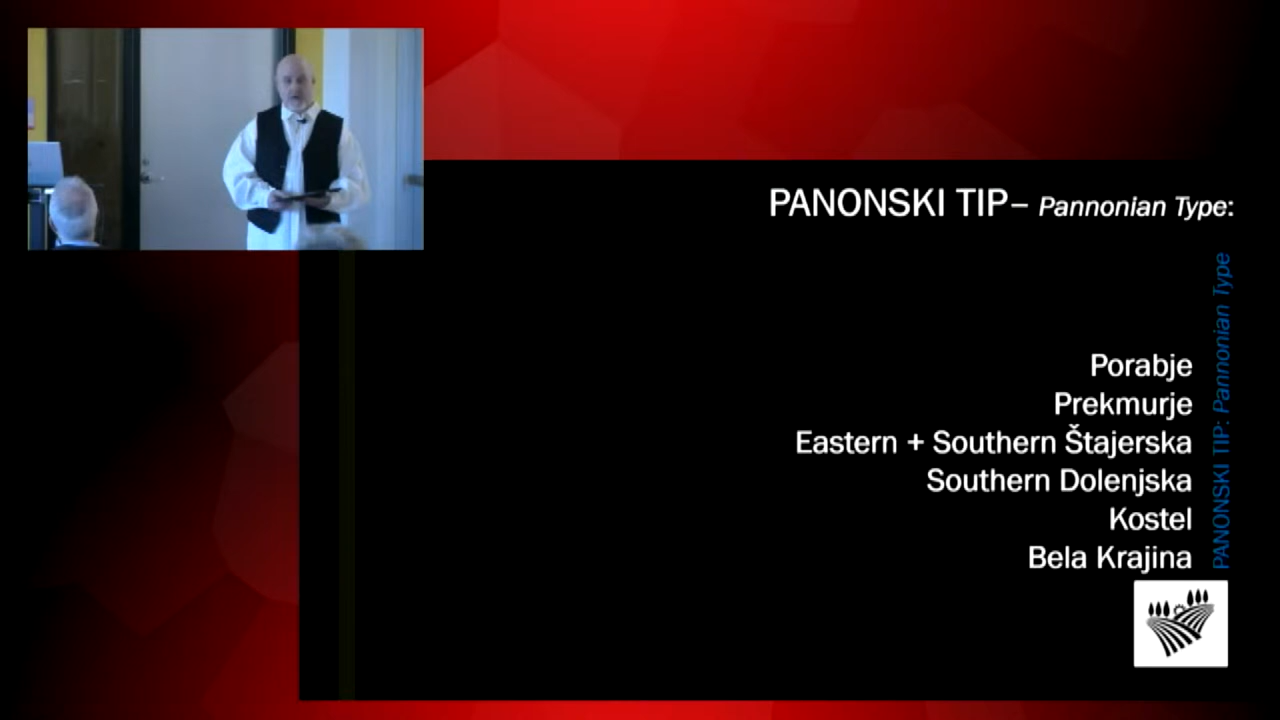 PANONSKI TIP– Pannonian Type:
Porabje
Prekmurje
Eastern + Southern Štajerska
Southern Dolenjska
Kostel
Bela Krajina
PANONSKI TIP: Pannonian Type